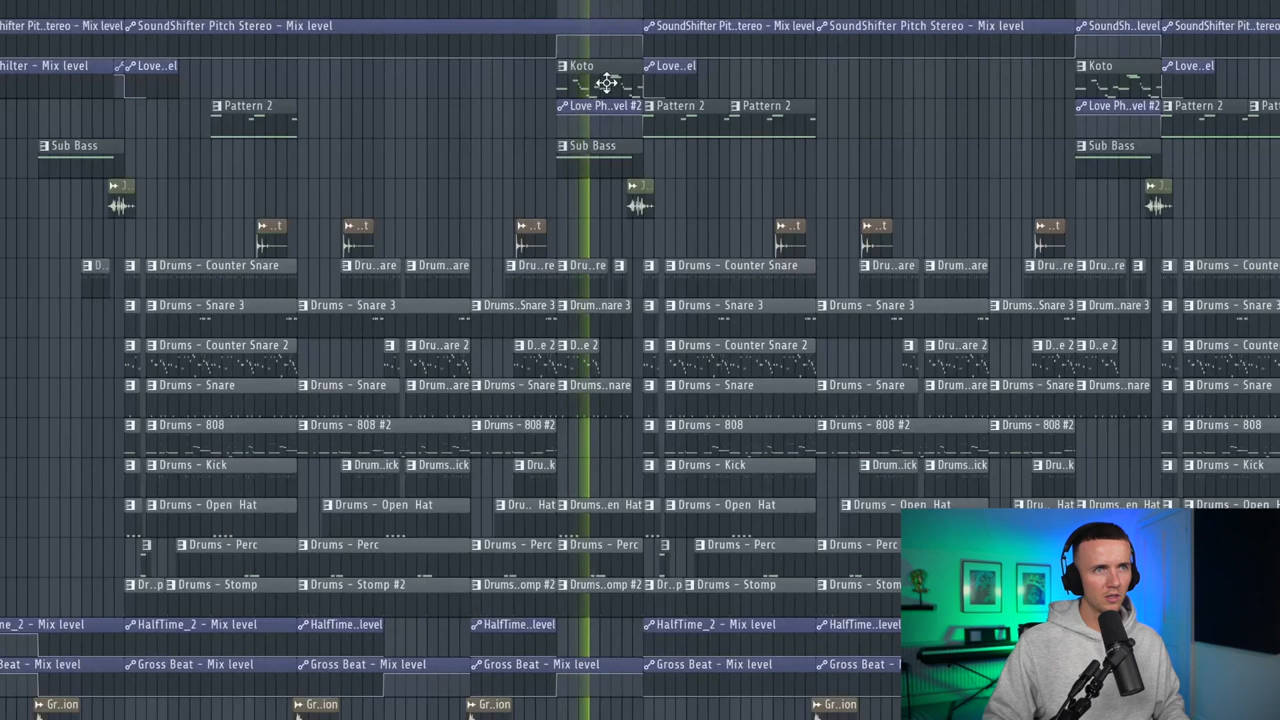 SoundShifter Pit..tereo - Mix level SoundShifter Pitch Stereo - Mix level SoundShifter Pit..tereo - Mix level SoundShifter Pitch Stereo - Mix level SoundSh..level SoundShifter Pit..tereo - Mix level
hilter - Mix level Love..el Koto Love..el Koto Love..el
Pattern 2 Love Ph..vel #2 Pattern 2 Pattern 2 Love Ph..vel #2 Pattern 2 Pat
Sub Bass Sub Bass Sub Bass
J.. J.. J..
..t ..t ..t ..t ..t ..t
D.. Drums - Counter Snare Dru..are Drum..are Dru..re Dru..re Drums - Counter Snare Dru..are Drum..are Dru..re Dru..re Drums - Counte
Drums - Snare 3 Drums - Snare 3 Drums..Snare 3 Drum..nare 3 Drums - Snare 3 Drums - Snare 3 Drums..Snare 3 Drum..nare 3 Drums - Snare 3
Drums - Counter Snare 2 Dru..are 2 D..e 2 D..e 2 Drums - Counter Snare 2 Dru..are 2 D..e 2 D..e 2 Drums - Counte
Drums - Snare Drums - Snare Drum..are Drums - Snare Drums..nare Drums - Snare Drums - Snare Drum..are Drums - Snare Drums..nare Drums - Snare
Drums - 808 Drums - 808 #2 Drums - 808 #2 Drums - 808 Drums - 808 #2 Drums - 808 #2 Drums - 808
Drums - Kick Drum..ick Drums..ick Dru..k Drums - Kick Drum..ick Drums..ick Dru..k Drums - Kick
Drums - Open Hat Drums - Open Hat Dru.. Hat Drums..en Hat Drums - Open Hat Drums - Open Hat Dru.. Hat Drums..en Hat Drums - Open
Drums - Perc Drums - Perc Drums - Perc Drums - Perc Drums - Perc Drums - Perc
Dr..p Drums - Stomp Drums - Stomp #2 Drums..omp #2 Drums..omp #2 Dr..p Drums - Stomp Drums - Stom
me_2 - Mix level HalfTime_2 - Mix level HalfTime..level HalfTime..level HalfTime_2 - Mix level HalfTime..
Beat - Mix level Gross Beat - Mix level Gross Beat - Mix level Gross Beat - Mix level Gross Beat - Mix level Gross Beat
Gr..ion Gr..ion Gr..ion Gr..ion